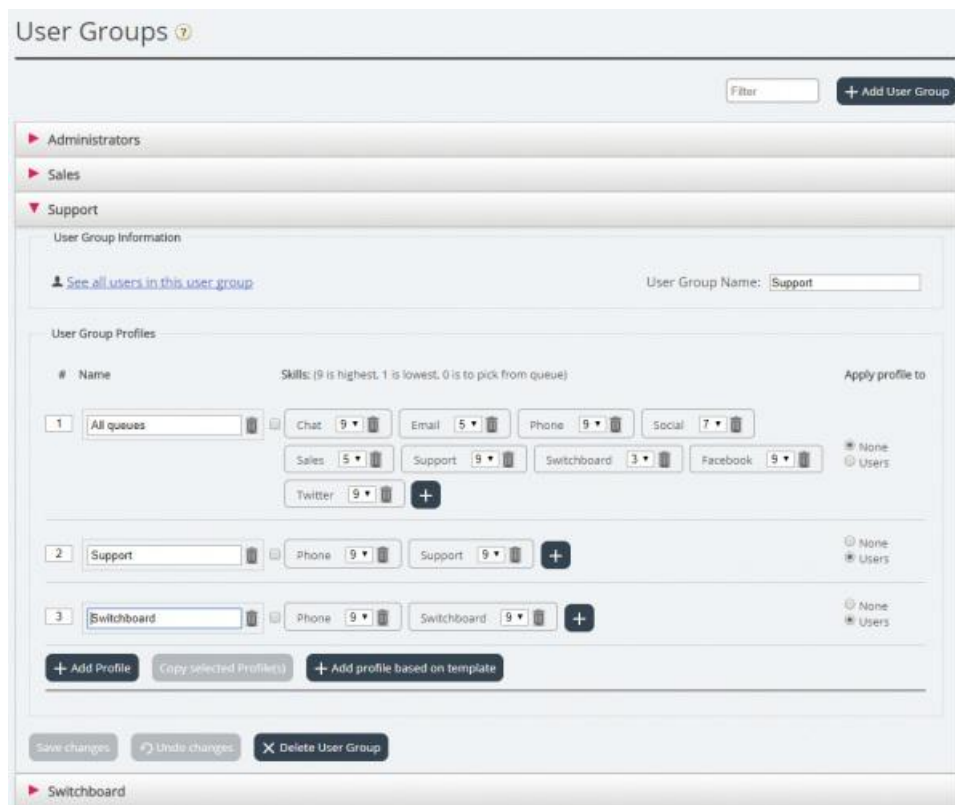 User Groups ?
Filter
+ Add User Group
Administrators
Sales
Support
User Group Information
See all users in this user group
User Group Name: Support
User Group Profiles
# Name Skills: (9 is highest, 1 is lowest, 0 is to pick from queue) Apply profile to
1 All queues Chat 9 Email 5 Phone 9 Social 7
None
Sales 5 Support 9 Switchboard 3 Facebook 9
Users
Twitter 9 +
2 Support Phone 9 Support 9 +
None
Users
3 Switchboard Phone 9 Switchboard 9 +
None
Users
+ Add Profile Copy selected Profile(s) + Add profile based on template
Save changes Undo changes X Delete User Group
Switchboard